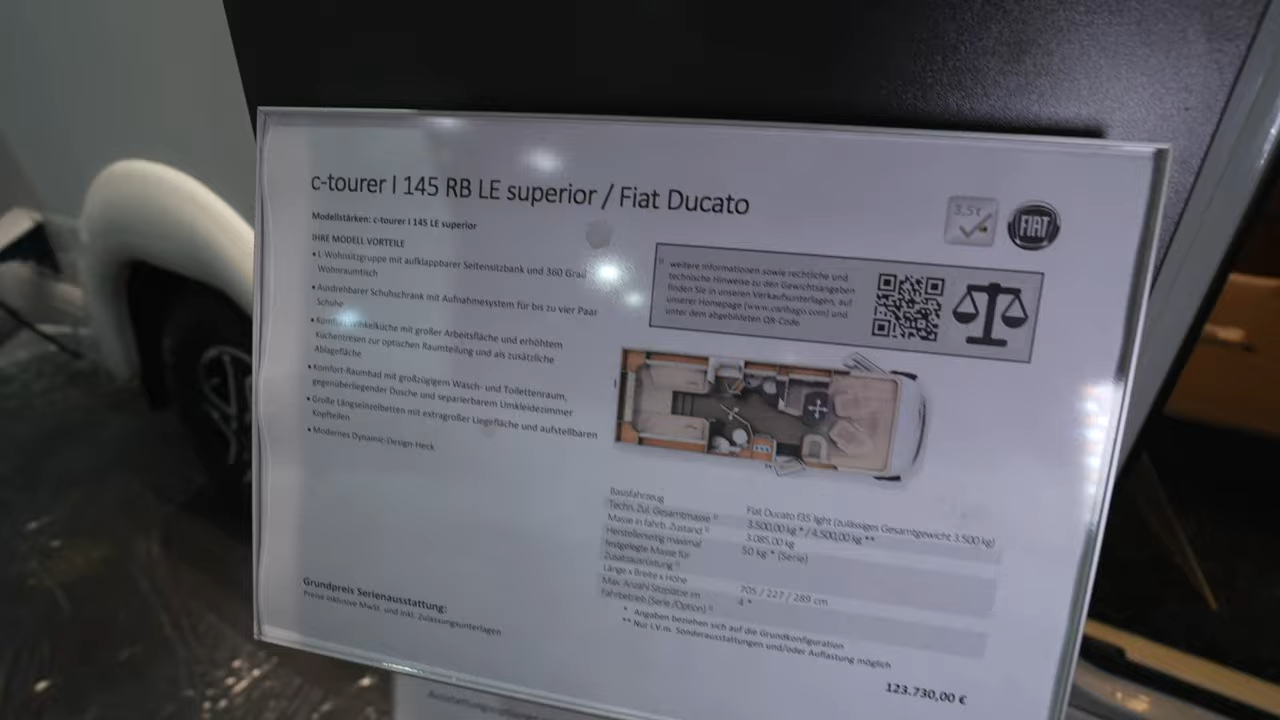 c-tourer I 145 RB LE superior / Fiat Ducato
Modellstärken: c-tourer I 145 LE superior
IHRE MODELL VORTEILE
• L-Wohnsitzgruppe mit aufklappbarer Seitensitzbank und 360 Grad
Wohnraumtisch
• Ausdrehbarer Schuhschrank mit Aufnahmesystem für bis zu vier Paar
Schuhe
• Komfort-Winkelküche mit großer Arbeitsfläche und erhöhtem
Küchentresen zur optischen Raumteilung und als zusätzliche
Ablagefläche
• Komfort-Raumbad mit großzügigem Wasch- und Toilettenraum,
gegenüberliegender Dusche und separierbarem Umkleidezimmer
• Große Längseinzelbetten mit extragroßer Liegefläche und aufstellbaren
Kopfteilen
• Modernes Dynamic-Design-Heck
Grundpreis Serienausstattung:
Preise inklusive MwSt. und inkl. Zulassungsunterlagen
3,5 t
FIAT
1) weitere Informationen sowie rechtliche und
technische Hinweise zu den Gewichtsangaben
finden Sie in unseren Verkaufsunterlagen, auf
unserer Homepage (www.carthago.com) und
unter dem abgebildeten QR-Code
Basisfahrzeug
Fiat Ducato f35 light (zulässiges Gesamtgewicht 3.500 kg)
Techn. zul. Gesamtmasse 1)
3.500,00 kg * / 4.500,00 kg **
Masse in fahrb. Zustand 1)
3.085,00 kg
Herstellerseitig maximal
festgelegte Masse für
Zusatzausrüstung 1)
50 kg * (Serie)
Länge x Breite x Höhe
705 / 227 / 289 cm
Max. Anzahl Sitzplätze im
Fahrbetrieb (Serie /Option) 1)
4 *
* Angaben beziehen sich auf die Grundkonfiguration
** Nur i.V.m. Sonderausstattungen und/oder Auflastung möglich
123.730,00 €